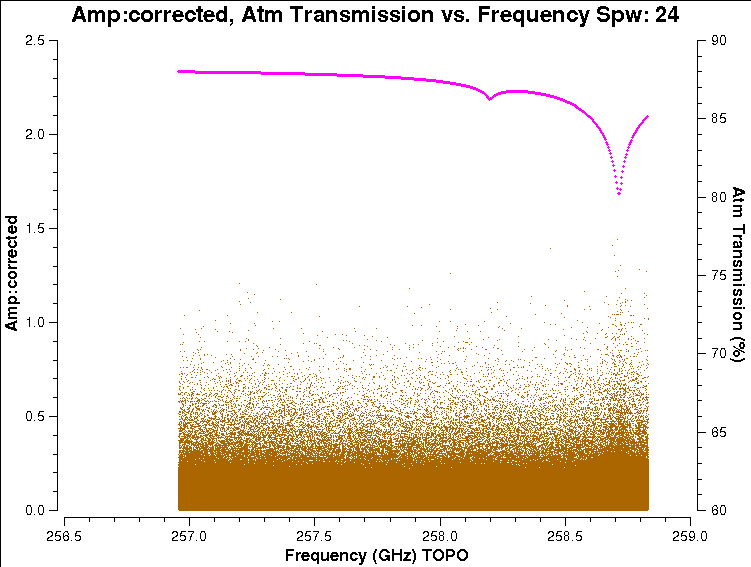 Amp:corrected, Atm Transmission vs. Frequency Spw: 24
2.5
2.0
1.5
1.0
0.5
0.0
Amp:corrected
90
85
80
75
70
65
60
Atm Transmission (%)
256.5 257.0 257.5 258.0 258.5 259.0
Frequency (GHz) TOPO